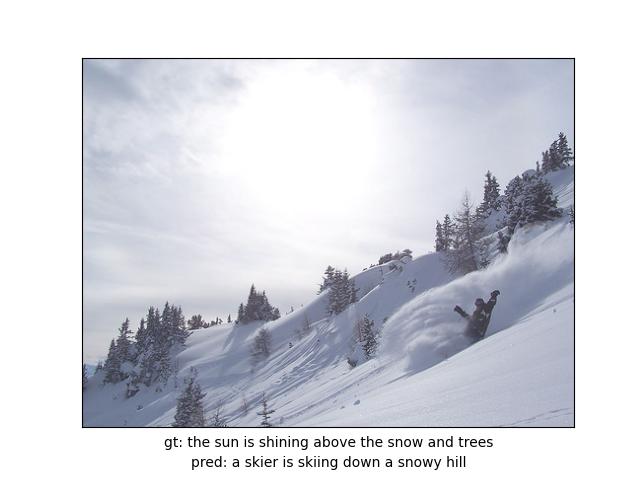 gt: the sun is shining above the snow and trees
pred: a skier is skiing down a snowy hill